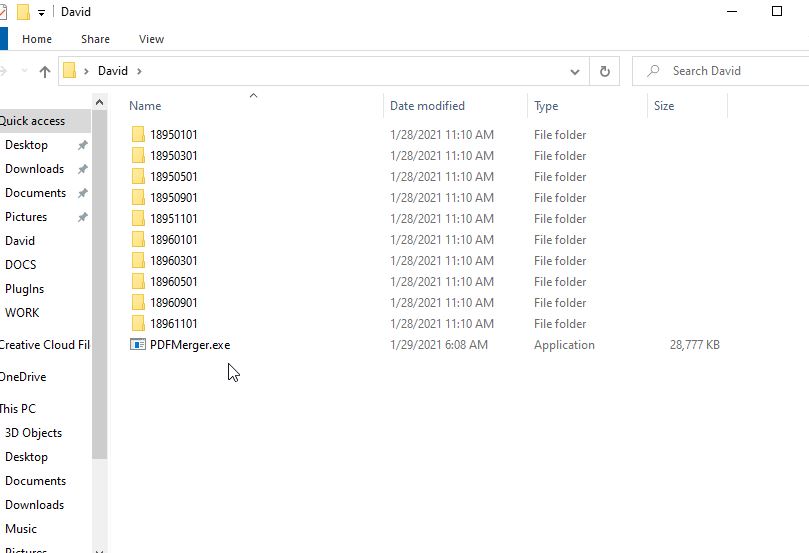 David
Home Share View
David
Search David
Name Date modified Type Size
18950101 1/28/2021 11:10 AM File folder
18950301 1/28/2021 11:10 AM File folder
18950501 1/28/2021 11:10 AM File folder
18950901 1/28/2021 11:10 AM File folder
18951101 1/28/2021 11:10 AM File folder
18960101 1/28/2021 11:10 AM File folder
18960301 1/28/2021 11:10 AM File folder
18960501 1/28/2021 11:10 AM File folder
18960901 1/28/2021 11:10 AM File folder
18961101 1/28/2021 11:10 AM File folder
PDFMerger.exe 1/29/2021 6:08 AM Application 28,777 KB
Quick access
Desktop
Downloads
Documents
Pictures
David
DOCS
PlugIns
WORK
Creative Cloud Fil
OneDrive
This PC
3D Objects
Desktop
Documents
Downloads
Music
Pictures